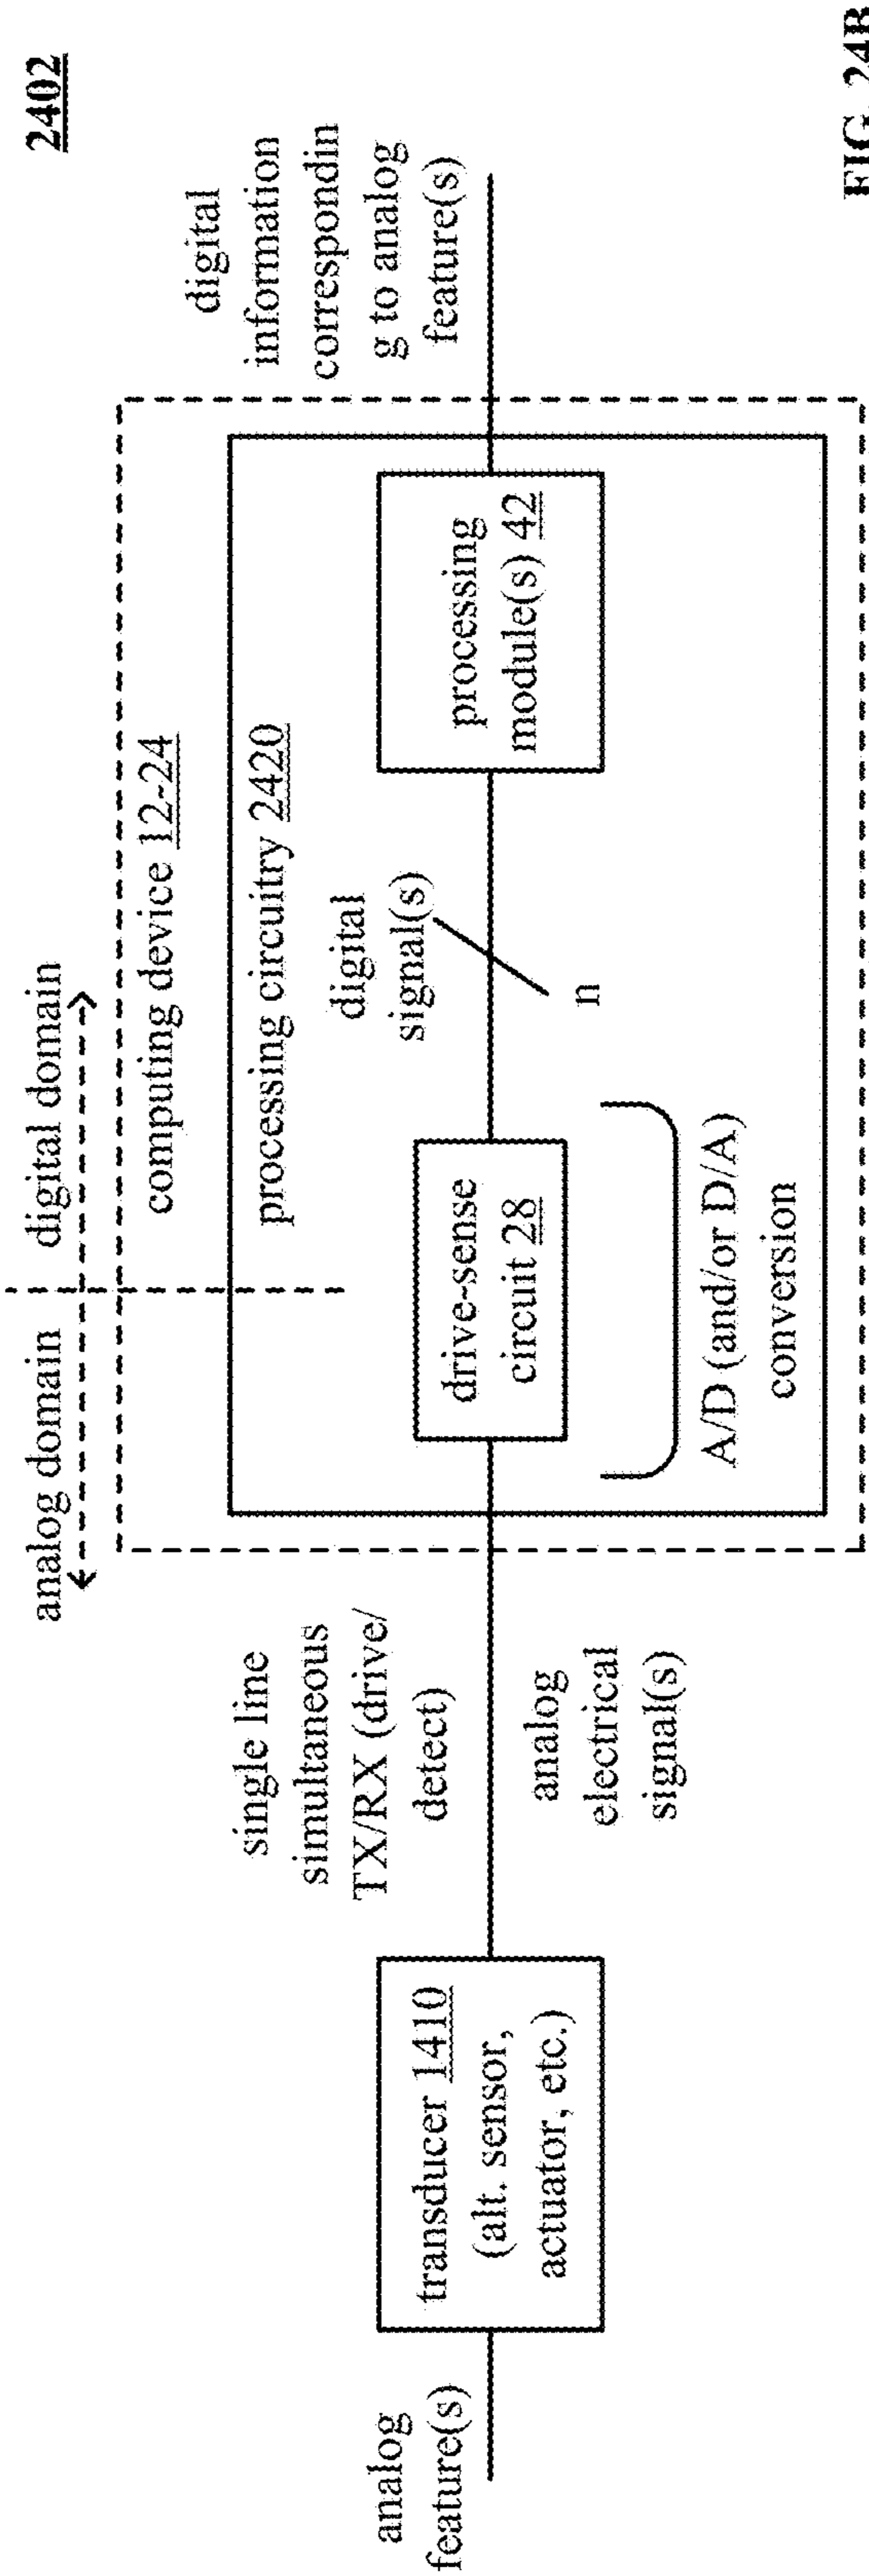 2402
analog domain
digital domain
computing device 12-24
processing circuitry 2420
analog
feature(s)
transducer 1410
(alt. sensor,
actuator, etc.)
single line
simultaneous
TX/RX (drive/
detect)
analog
electrical
signal(s)
drive-sense
circuit 28
A/D (and/or D/A)
conversion
digital
signal(s)
n
processing
module(s) 42
digital
information
correspondin
g to analog
feature(s)
FIG. 24B